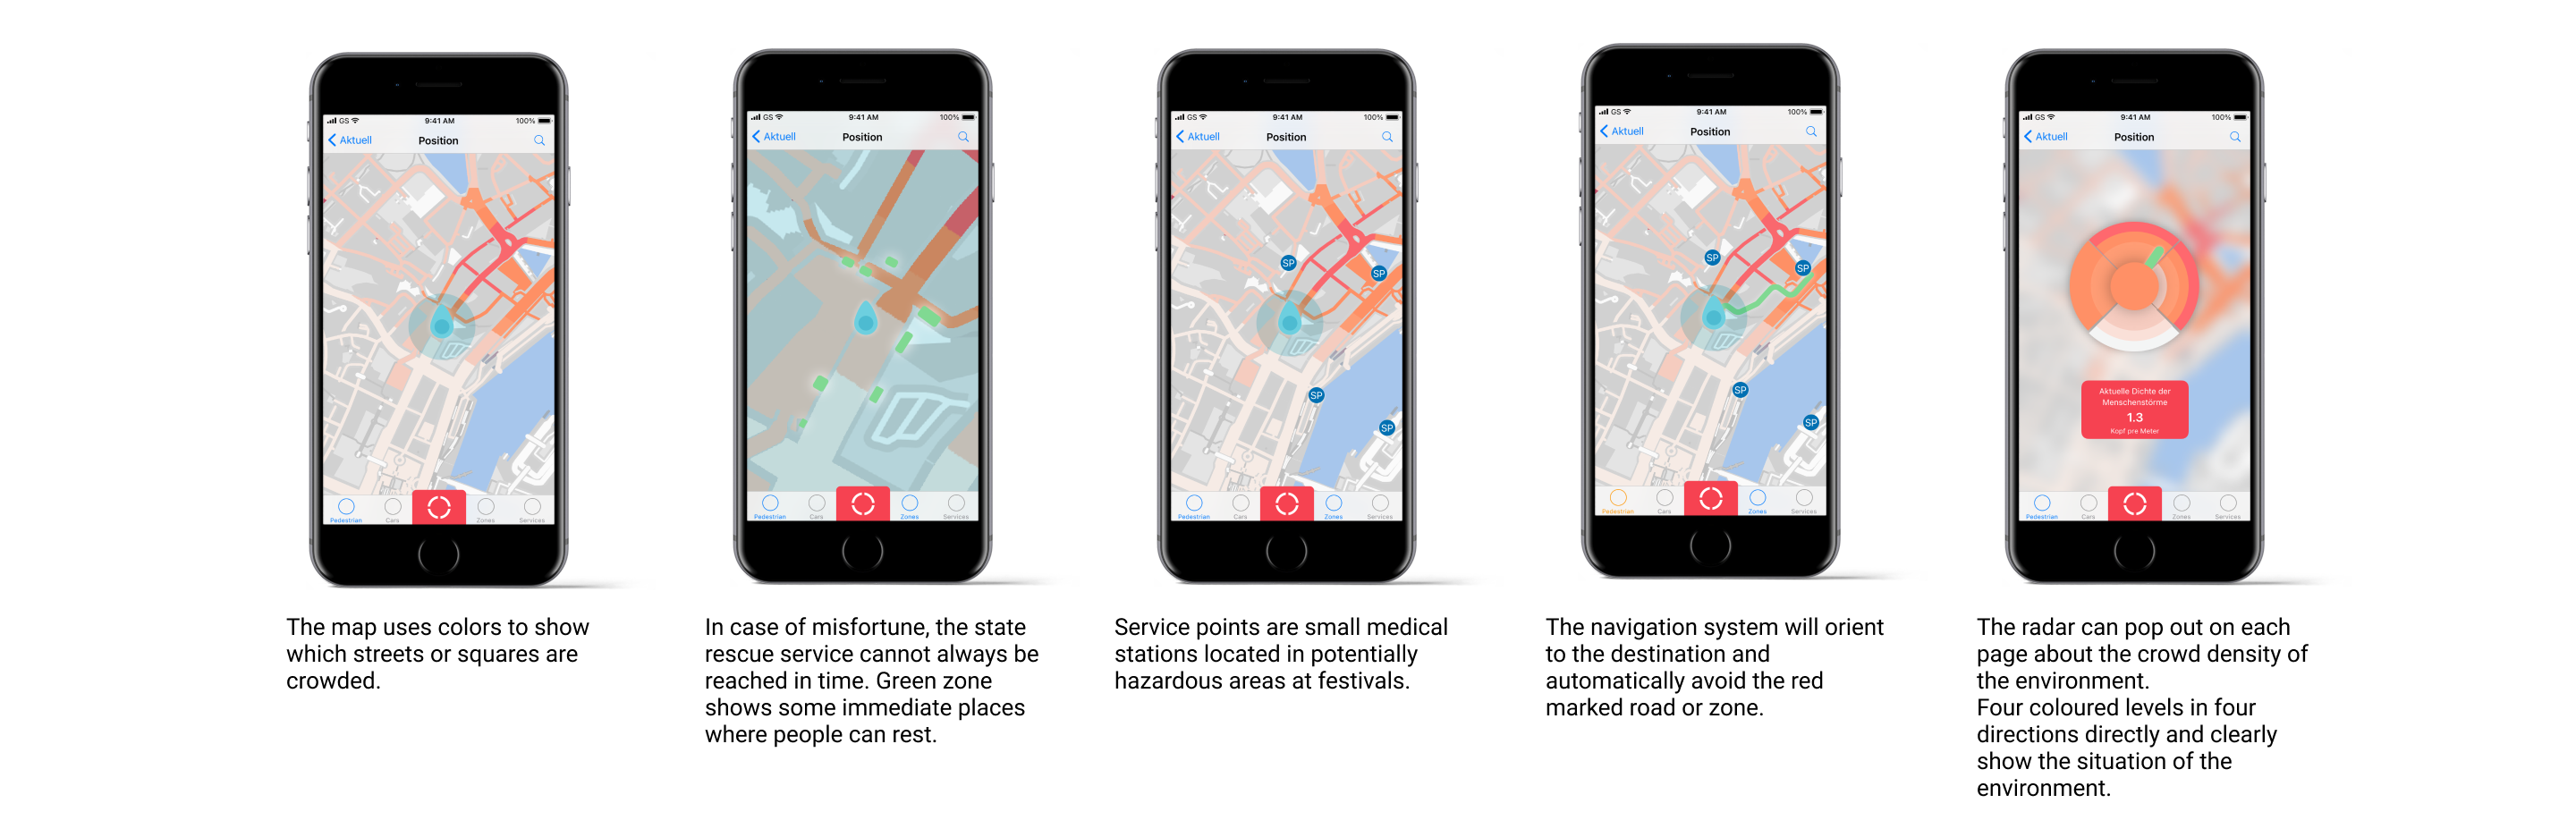 GS
9:41 AM
100%
Aktuell
Position
Pedestrian
Cars
Zones
Services
The map uses colors to show
which streets or squares are
crowded.
GS
9:41 AM
100%
Aktuell
Position
Pedestrian
Cars
Zones
Services
In case of misfortune, the state
rescue service cannot always be
reached in time. Green zone
shows some immediate places
where people can rest.
GS
9:41 AM
100%
Aktuell
Position
SP
SP
SP
SP
Pedestrian
Cars
Zones
Services
Service points are small medical
stations located in potentially
hazardous areas at festivals.
GS
9:41 AM
100%
Aktuell
Position
SP
SP
SP
SP
Pedestrian
Cars
Zones
Services
The navigation system will orient
to the destination and
automatically avoid the red
marked road or zone.
GS
9:41 AM
100%
Aktuell
Position
Aktuelle Dichte der
Menschenstörme
1.3
Kopf pre Meter
Pedestrian
Cars
Zones
Services
The radar can pop out on each
page about the crowd density of
the environment.
Four coloured levels in four
directions directly and clearly
show the situation of the
environment.